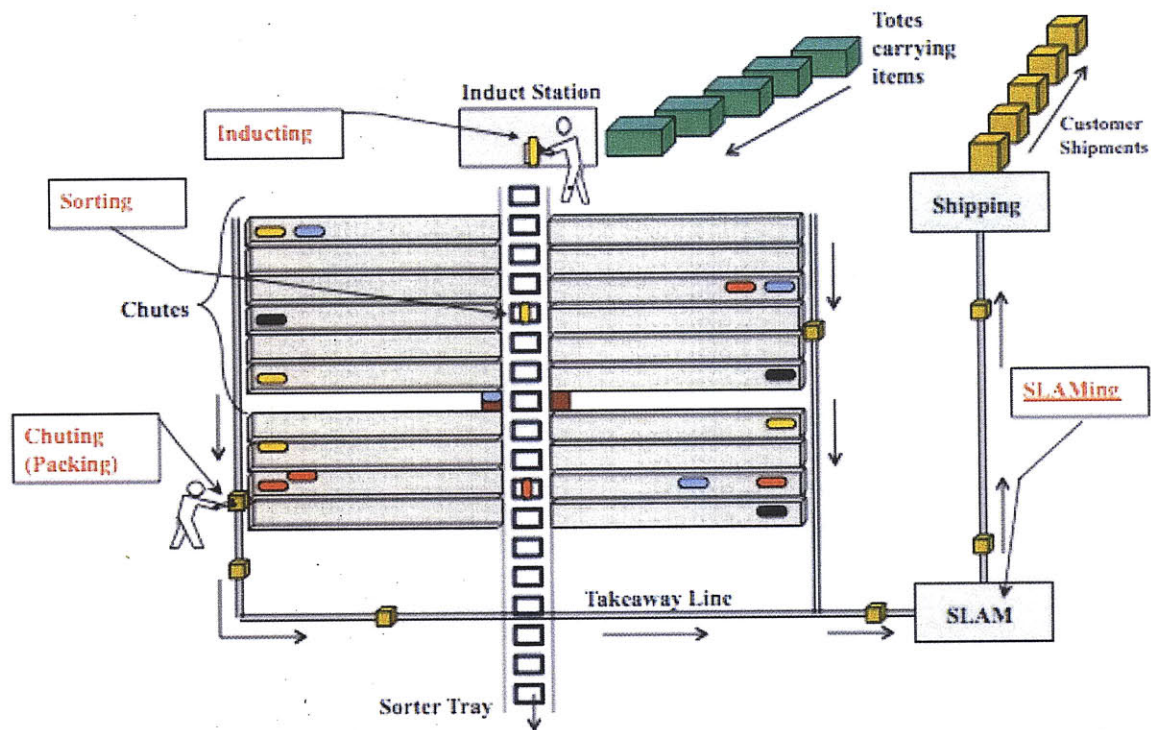 Totes
carrying
items
Induct Station
Inducting
Customer
Shipments
Sorting
Shipping
Chutes
SLAMing
Chuting
(Packing)
Takeaway Line
SLAM
Sorter Tray